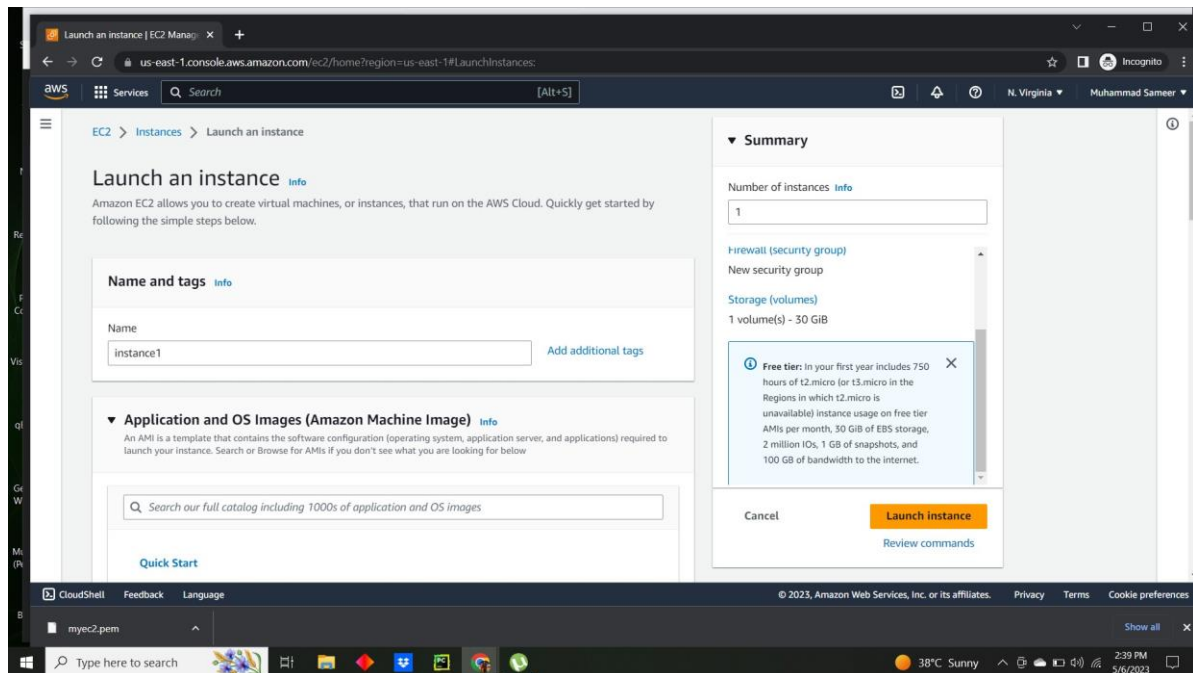 Launch an instance | EC2 Manage
us-east-1.console.aws.amazon.com/ec2/home?region=us-east-1#LaunchInstances:
Incognito
aws
Services
Search
[Alt+S]
N. Virginia
Muhammad Sameer
EC2 > Instances > Launch an instance
Launch an instance Info
Amazon EC2 allows you to create virtual machines, or instances, that run on the AWS Cloud. Quickly get started by
following the simple steps below.
Name and tags Info
Name
instance1
Add additional tags
Application and OS Images (Amazon Machine Image) Info
An AMI is a template that contains the software configuration (operating system, application server, and applications) required to
launch your instance. Search or Browse for AMIs if you don't see what you are looking for below
Search our full catalog including 1000s of application and OS images
Quick Start
Summary
Number of instances Info
1
Firewall (security group)
New security group
Storage (volumes)
1 volume(s) - 30 GiB
Free tier: In your first year includes 750
hours of t2.micro (or t3.micro in the
Regions in which t2.micro is
unavailable) instance usage on free tier
AMIs per month, 30 GiB of EBS storage,
2 million IOs, 1 GB of snapshots, and
100 GB of bandwidth to the internet.
Cancel
Launch instance
Review commands
CloudShell
Feedback
Language
© 2023, Amazon Web Services, Inc. or its affiliates.
Privacy
Terms
Cookie preferences
myec2.pem
Show all
Type here to search
38°C Sunny
2:39 PM
5/6/2023